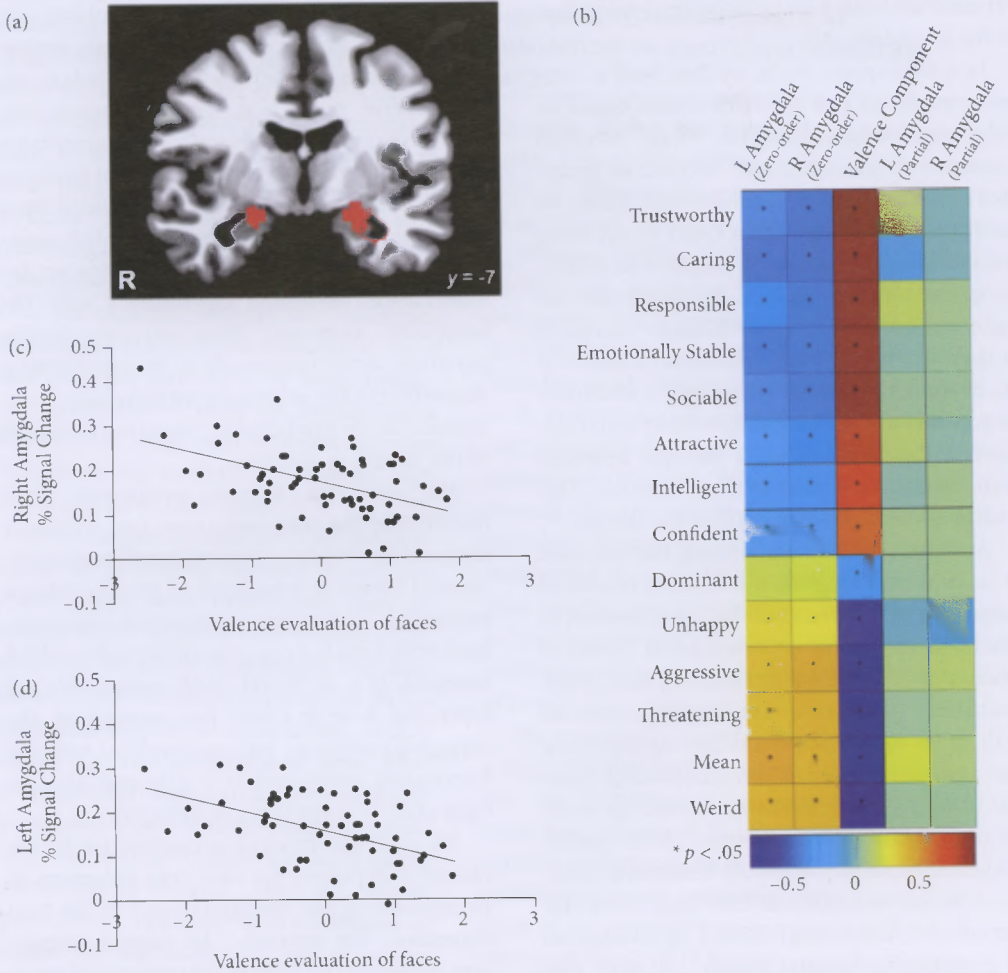 (a)
R
y = -7
(b)
L Amygdala
(Zero-order)
R Amygdala
(Zero-order)
Valence Component
L Amygdala
(Partial)
R Amygdala
(Partial)
Trustworthy
Caring
Responsible
Emotionally Stable
Sociable
Attractive
Intelligent
Confident
Dominant
Unhappy
Aggressive
Threatening
Mean
Weird
* p < .05
−0.5
0
0.5
(c)
Right Amygdala
% Signal Change
0.5
0.4
0.3
0.2
0.1
0
−0.1
−3
−2
−1
0
1
2
3
Valence evaluation of faces
(d)
Left Amygdala
% Signal Change
0.5
0.4
0.3
0.2
0.1
0
−0.1
−3
−2
−1
0
1
2
3
Valence evaluation of faces